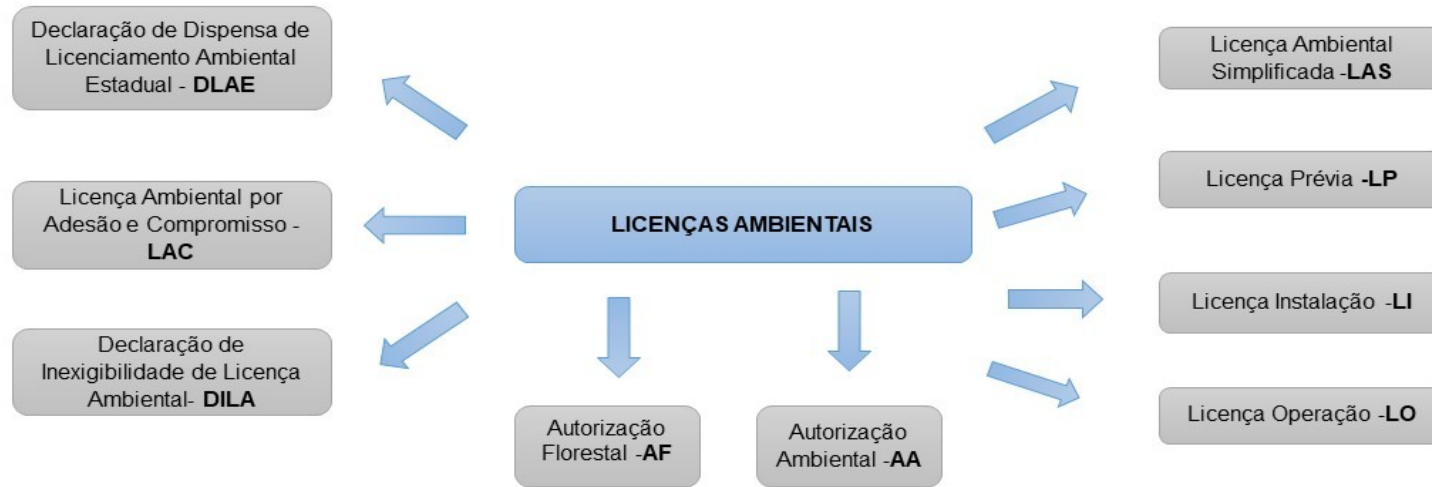 Declaração de Dispensa de
Licenciamento Ambiental
Estadual - DLAE
Licença Ambiental por
Adesão e Compromisso -
LAC
Declaração de
Inexigibilidade de Licença
Ambiental- DILA
LICENÇAS AMBIENTAIS
Autorização
Florestal -AF
Autorização
Ambiental -AA
Licença Ambiental
Simplificada -LAS
Licença Prévia -LP
Licença Instalação -LI
Licença Operação -LO